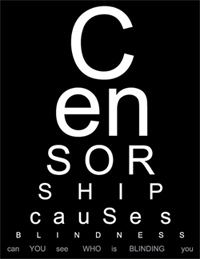 C
en
SOR
SHIP
cauSes
BLINDNESS
can YOU see WHO is BLINDING you